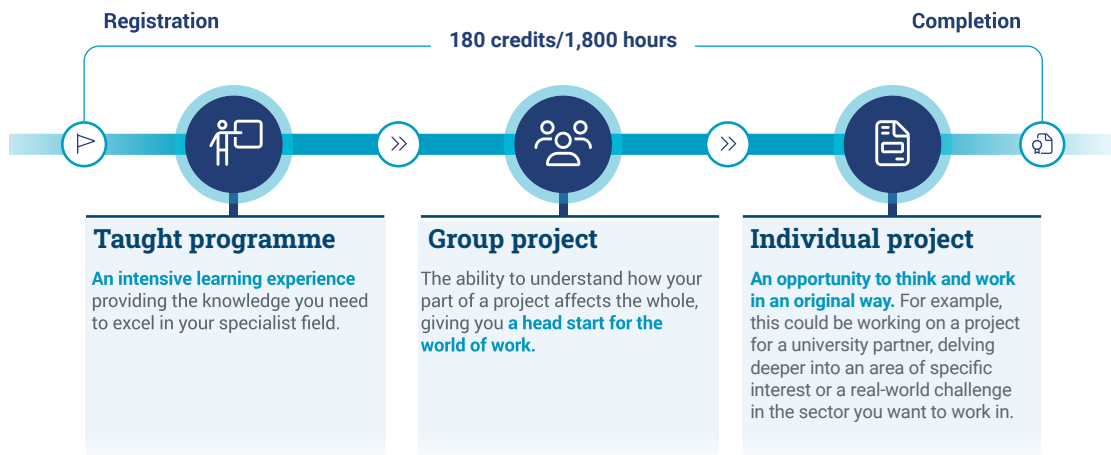 Registration
Completion
180 credits/1,800 hours
Taught programme
An intensive learning experience
providing the knowledge you need
to excel in your specialist field.
Group project
The ability to understand how your
part of a project affects the whole,
giving you a head start for the
world of work.
Individual project
An opportunity to think and work
in an original way. For example,
this could be working on a project
for a university partner, delving
deeper into an area of specific
interest or a real-world challenge
in the sector you want to work in.